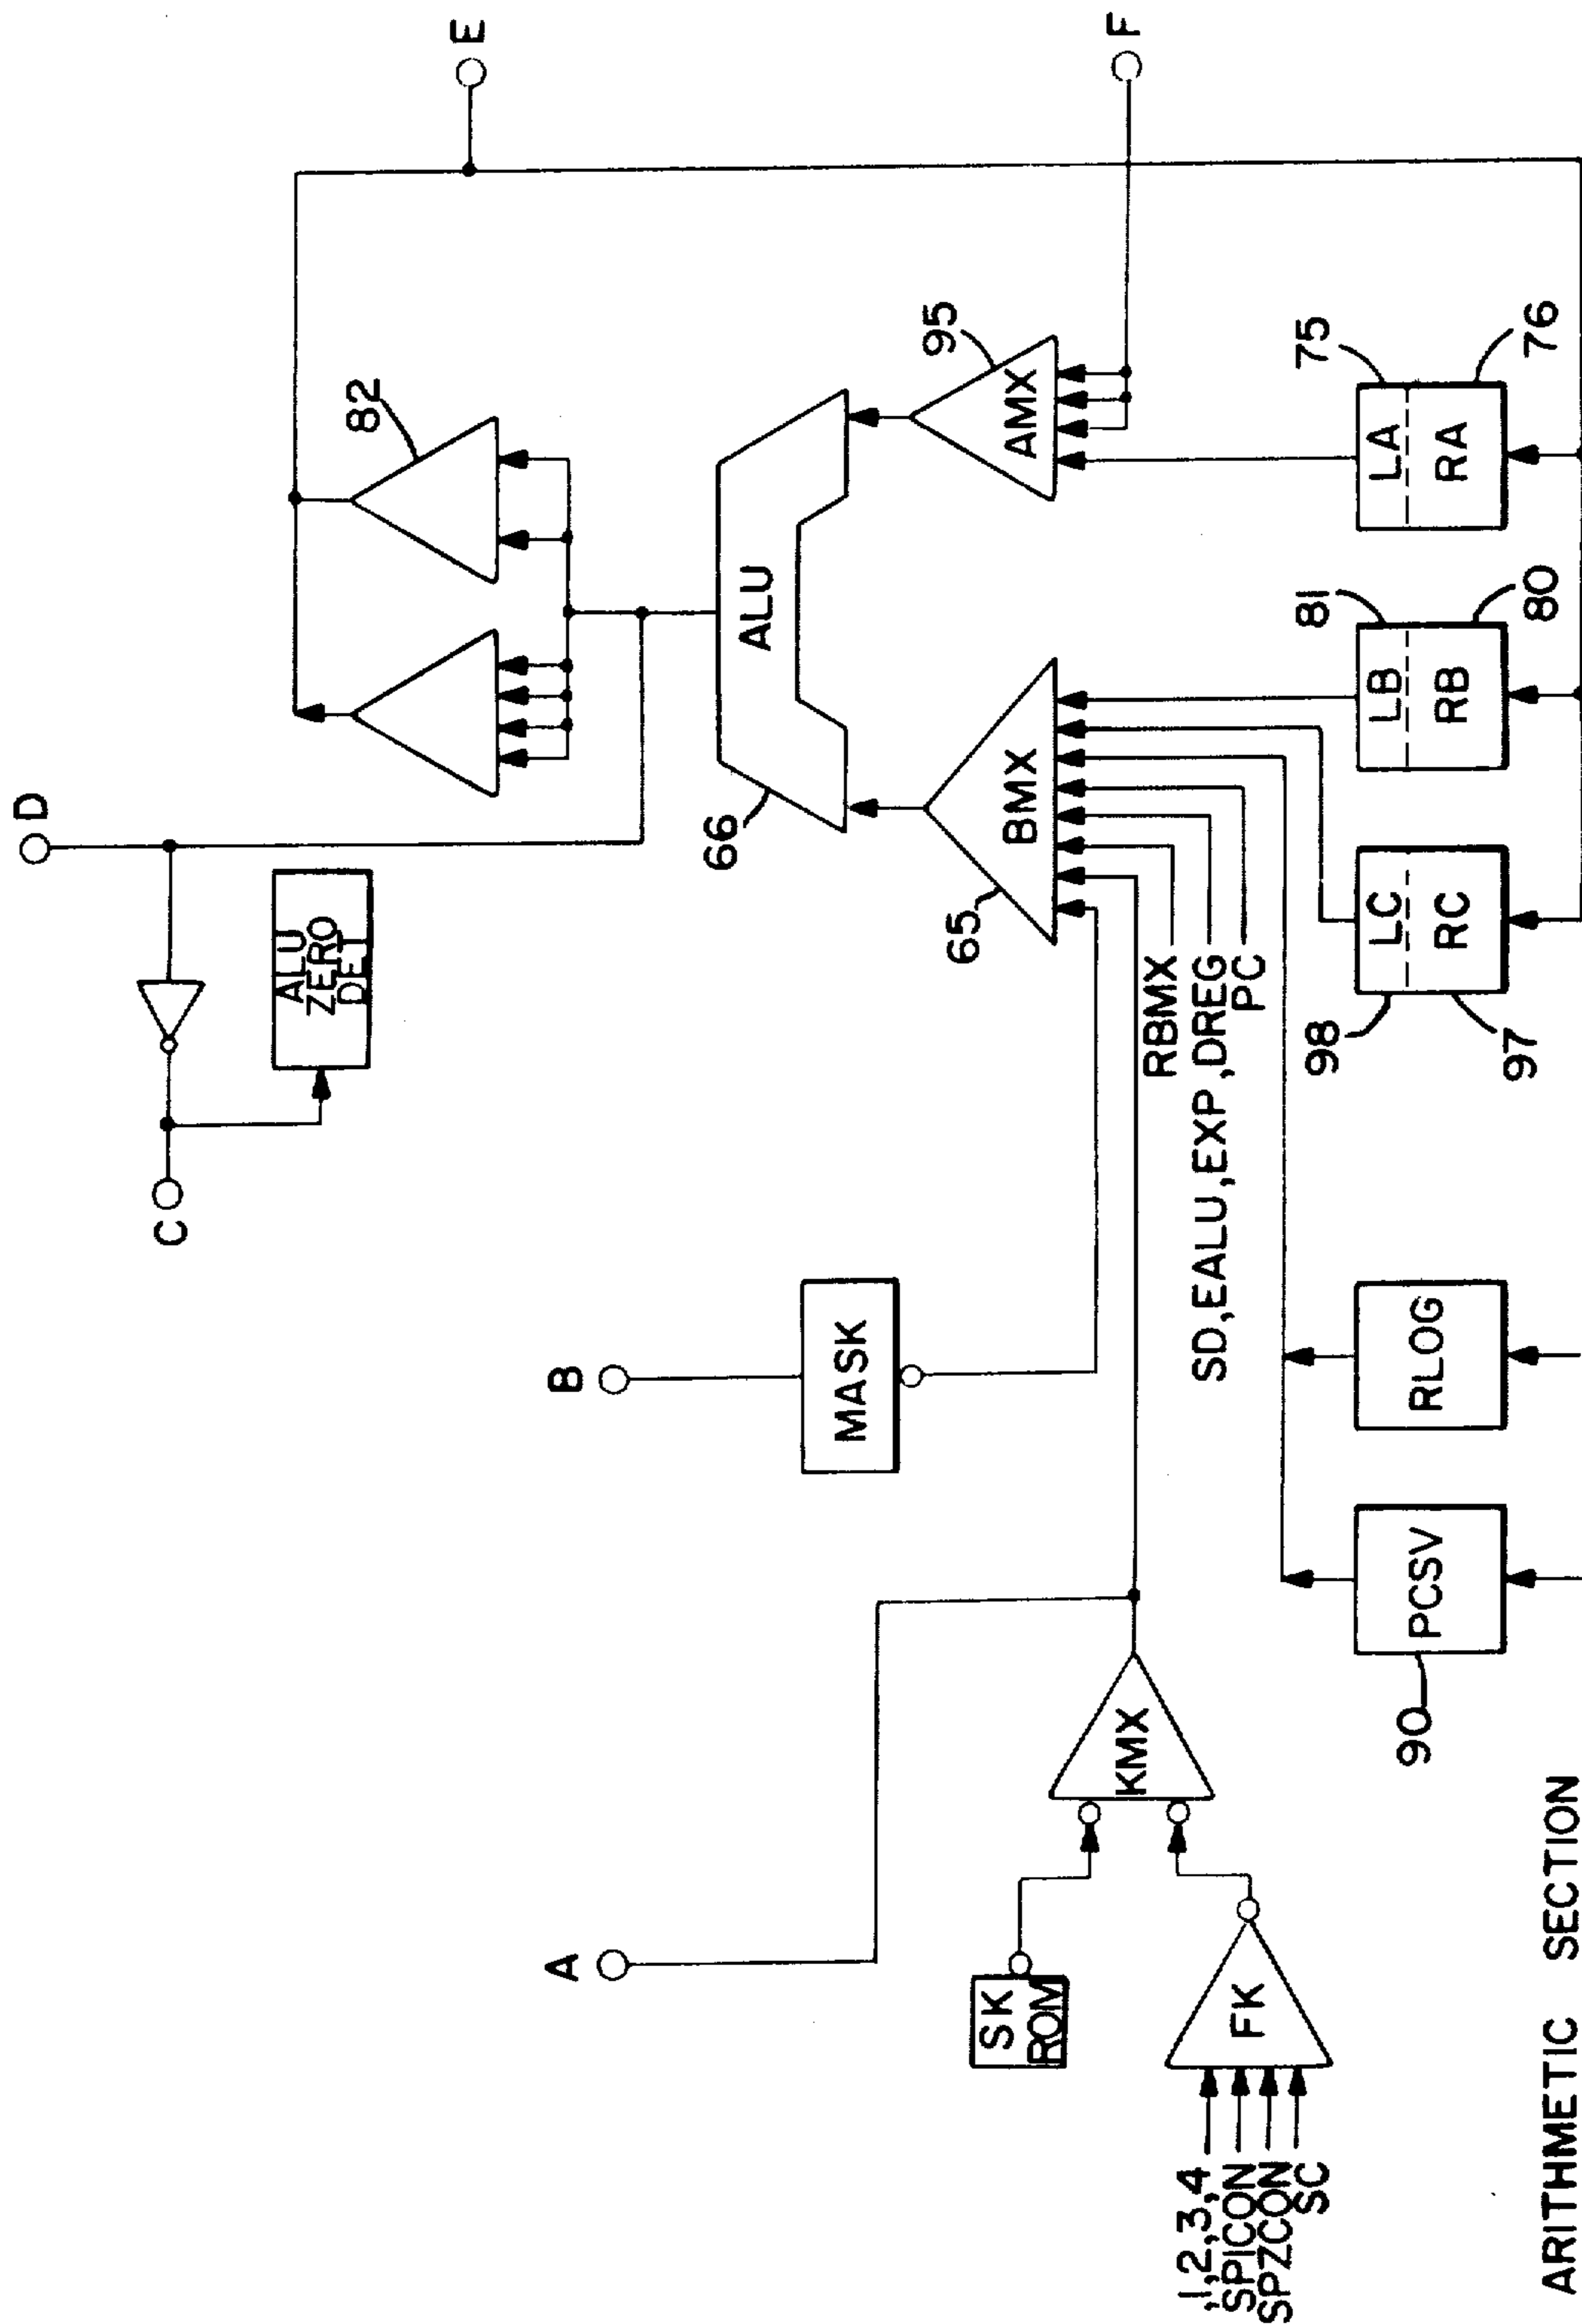 D
E
C
ALU
ZERO
DET
82
B
66
ALU
F
MASK
95
A
65
BMX
AMX
KMX
SK
ROM
RBMX
SD,EALU,EXP,DREG
PC
FK
1,2,3,4
SPICON
SPZCON
SC
98
81
75
90
PCSV
RLOG
LC
RC
LB
RB
LA
RA
97
80
76
ARITHMETIC SECTION